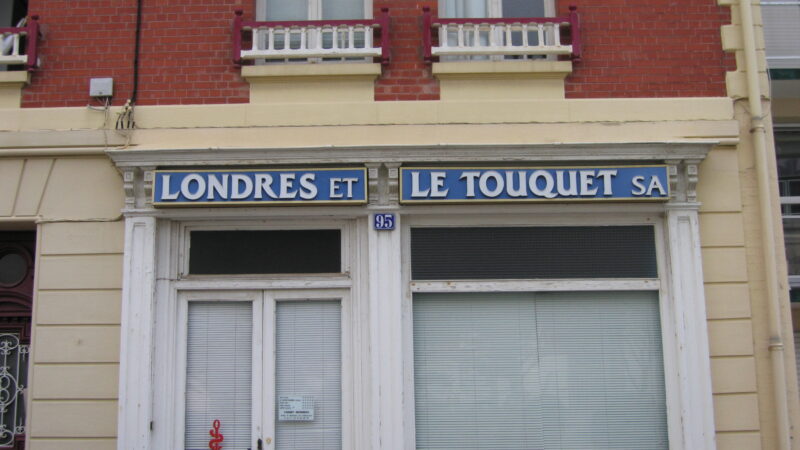 LONDRES ET LE TOUQUET SA
95